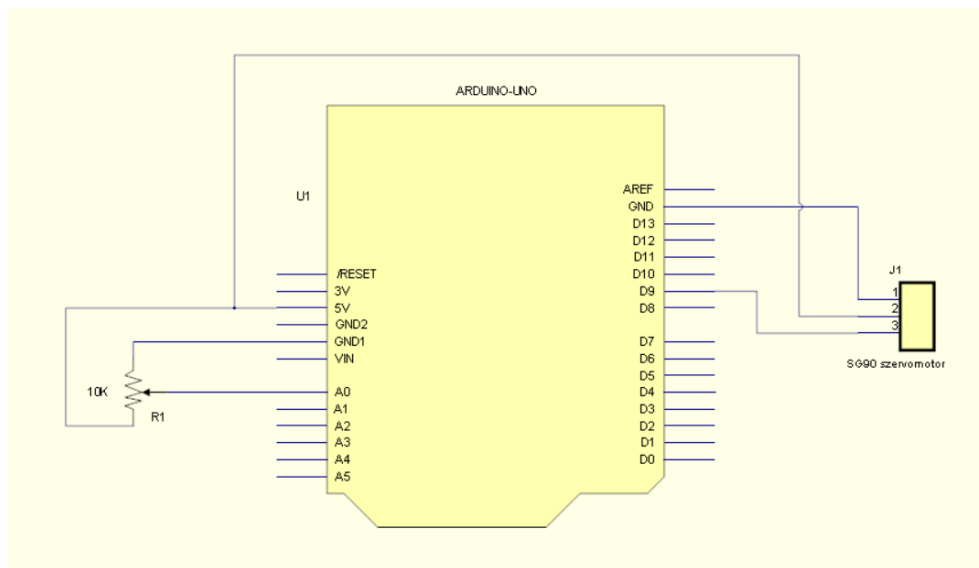 ARDUINO-UNO
U1
/RESET
3V
5V
GND2
GND1
VIN
A0
A1
A2
A3
A4
A5
AREF
GND
D13
D12
D11
D10
D9
D8
D7
D6
D5
D4
D3
D2
D1
D0
10K
R1
J1
1
2
3
SG90 szervomotor